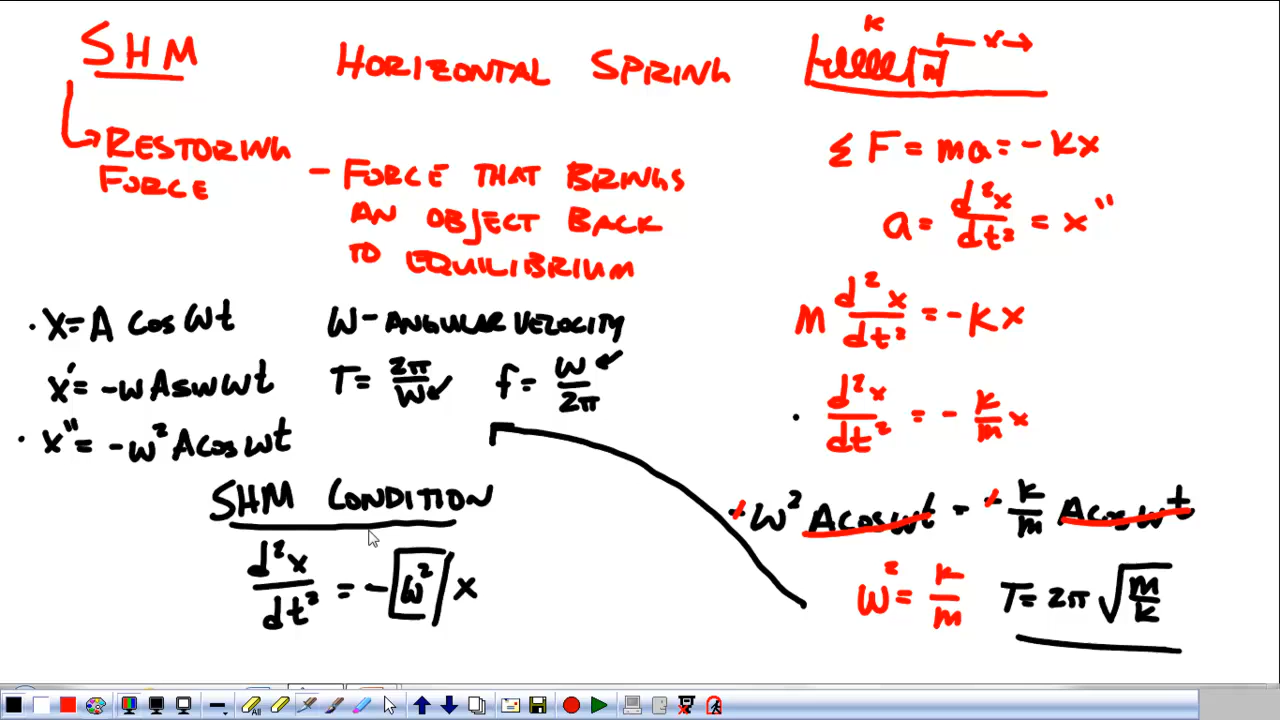 SHM
HORIZONTAL SPRING
K
m
x
RESTORING
FORCE
- FORCE THAT BRINGS
AN OBJECT BACK
TO EQUILIBRIUM
Σ F = ma = -Kx
a = d²x/dt² = x''
m d²x/dt² = -Kx
· d²x/dt² = - K/m x
· x = A cos ωt
x' = -ωA sin ωt
· x'' = -ω² A cos ωt
ω - ANGULAR VELOCITY
T = 2π/ω
f = ω/2π
SHM CONDITION
d²x/dt² = - ω² x
-ω² A cos ωt = - K/m A cos ωt
ω² = K/m
T = 2π √(m/K)
All